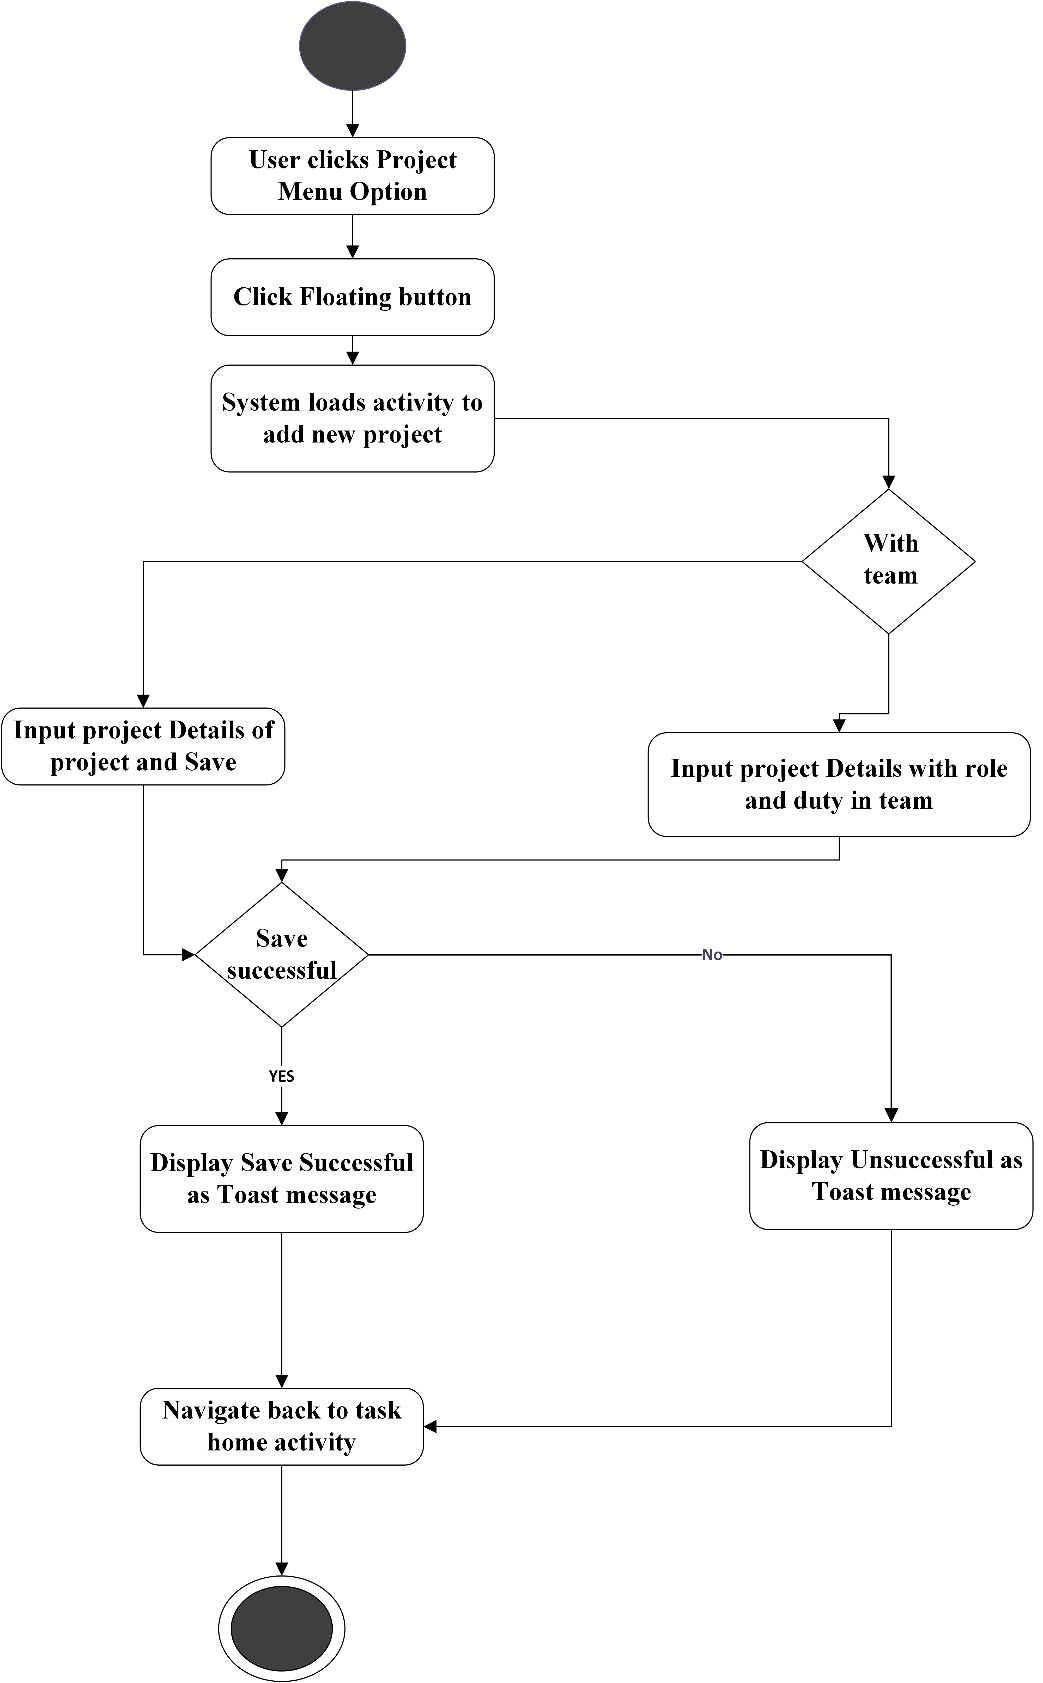 User clicks Project
Menu Option
Click Floating button
System loads activity to
add new project
With
team
Input project Details of
project and Save
Input project Details with role
and duty in team
Save
successful
No
YES
Display Save Successful
as Toast message
Display Unsuccessful as
Toast message
Navigate back to task
home activity